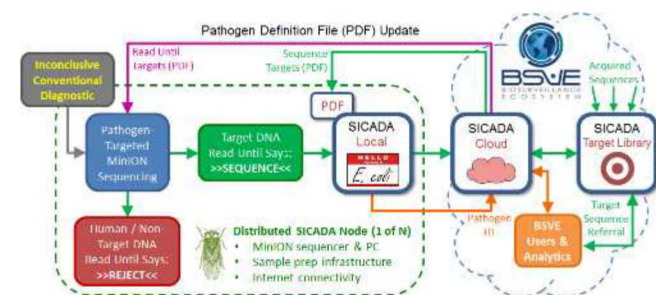 Pathogen Definition File (PDF) Update
Read Until
Targets (PDF)
Sequence
Targets (PDF)
BSVE
BIOSURVEILLANCE
ECOSYSTEM
Acquired
Sequences
Inconclusive
Conventional
Diagnostic
PDF
Pathogen-
Targeted
MinION
Sequencing
Target DNA
Read Until Says:
>>SEQUENCE<<
SICADA
Local
HELLO
E. coli
SICADA
Cloud
SICADA
Target Library
Human / Non-
Target DNA
Read Until Says:
>>REJECT<<
Distributed SICADA Node (1 of N)
• MinION sequencer & PC
• Sample prep infrastructure
• Internet connectivity
Pathogen
ID
BSVE
Users &
Analytics
Target
Sequence
Referral